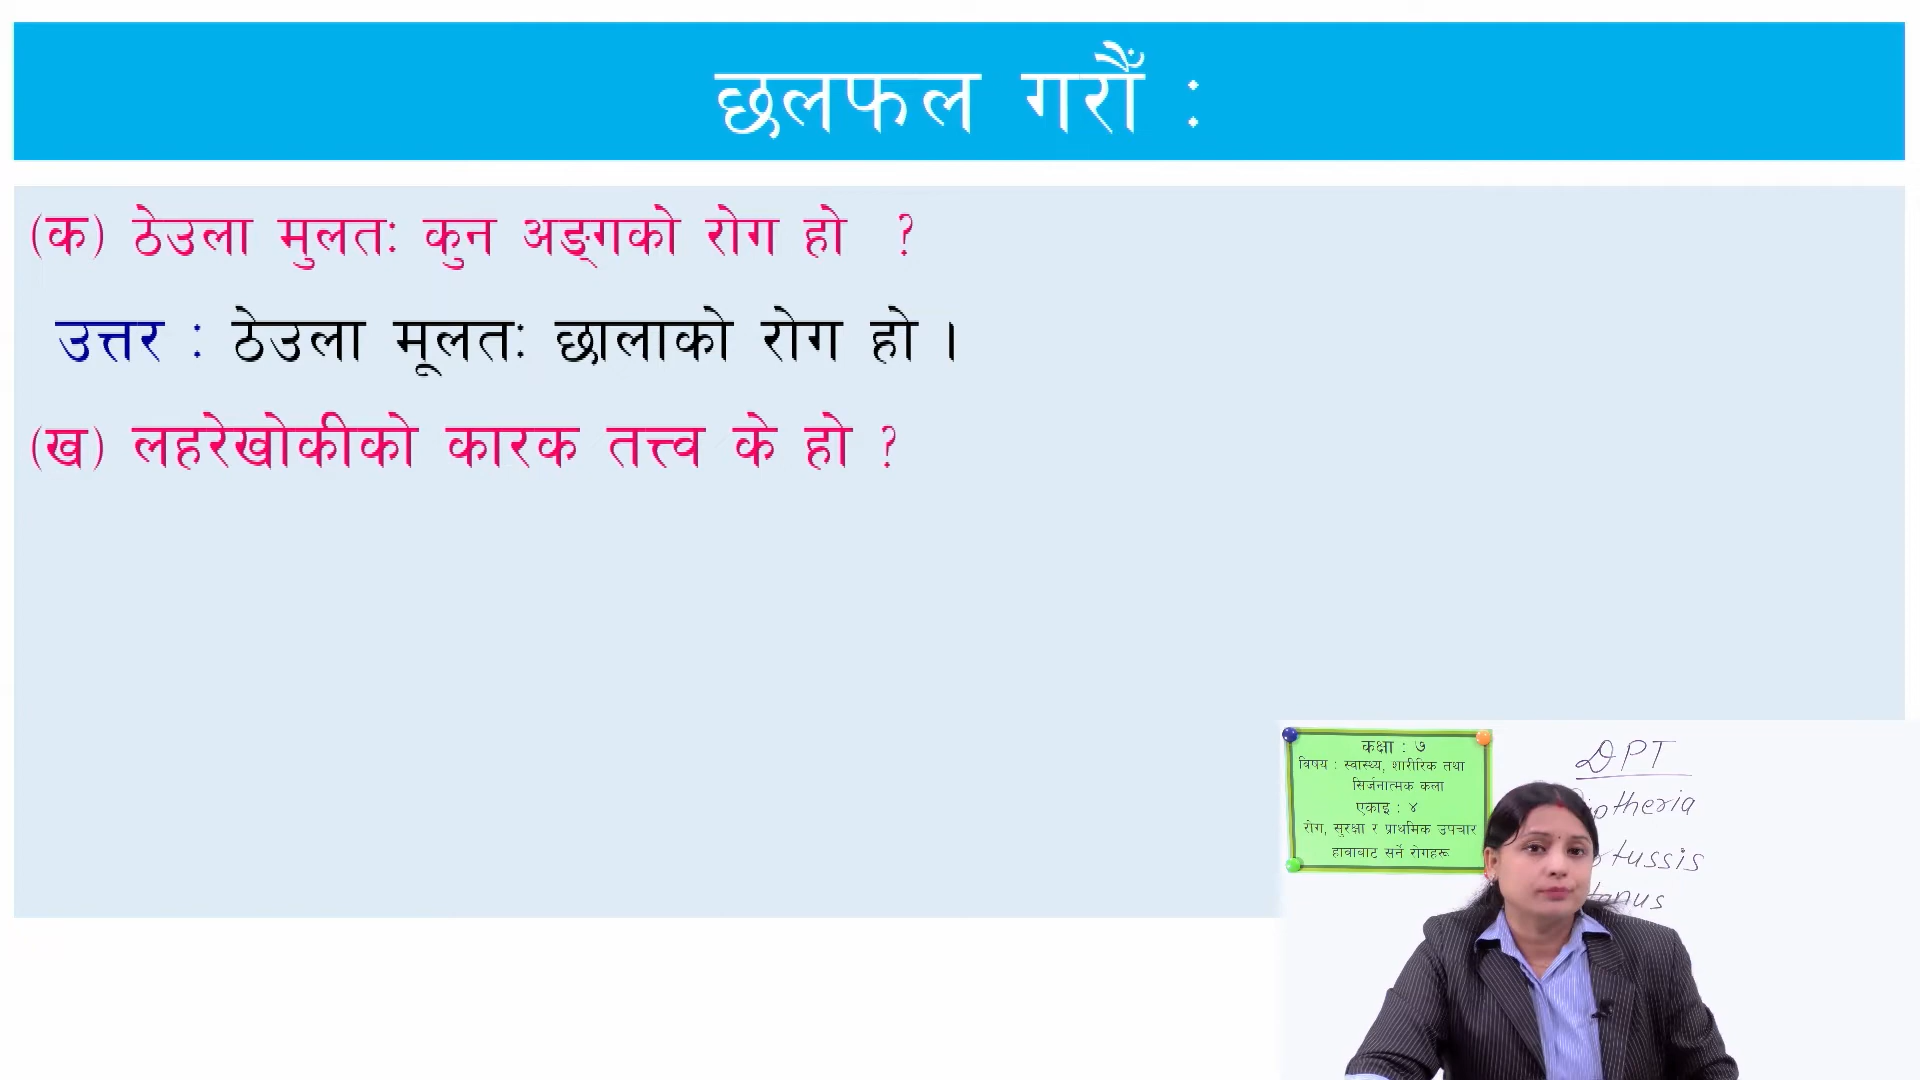 छलफल गरौँ :
(क) ठेउला मुलतः कुन अङ्गको रोग हो ?
उत्तर : ठेउला मूलतः छालाको रोग हो ।
(ख) लहरेखोकीको कारक तत्त्व के हो ?
कक्षा : ७
विषय : स्वास्थ्य, शारीरिक तथा
सिर्जनात्मक कला
एकाइ : ४
रोग, सुरक्षा र प्राथमिक उपचार
हावाबाट सर्ने रोगहरू
DPT